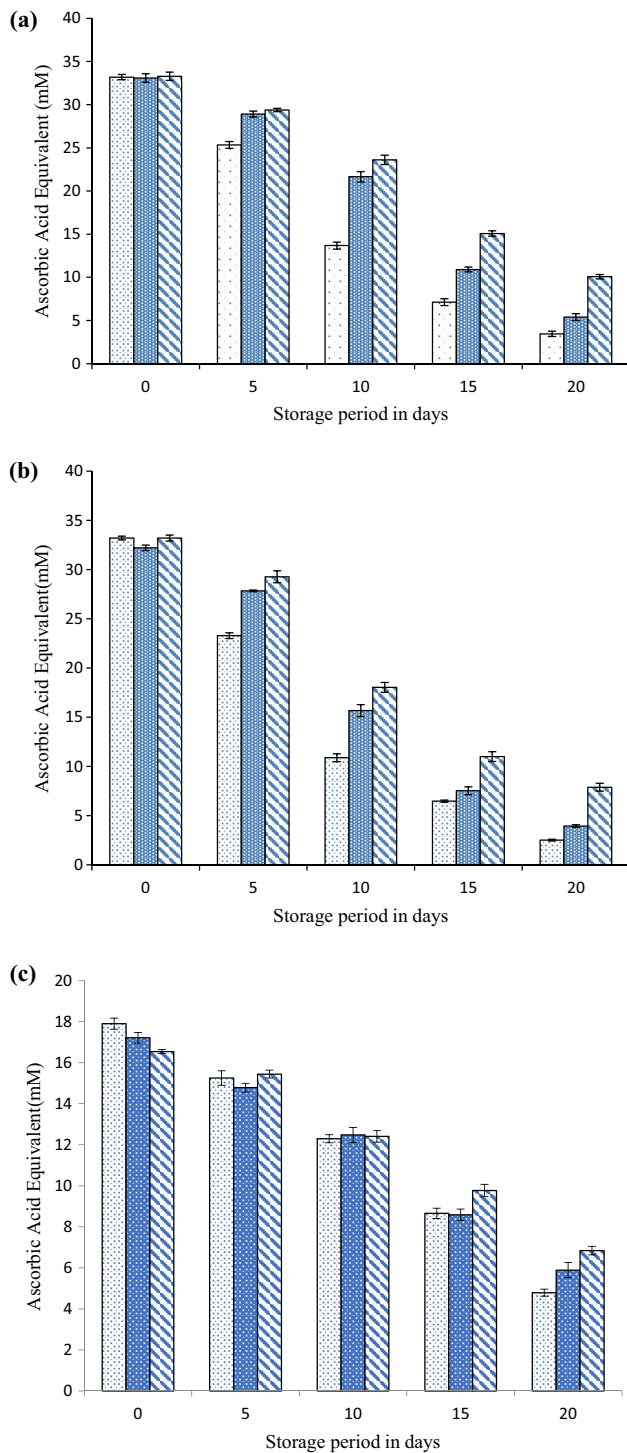 (a)
40
35
30
25
20
15
10
5
0
Ascorbic Acid Equivalent (mM)
0 5 10 15 20
Storage period in days
(b)
40
35
30
25
20
15
10
5
0
Ascorbic Acid Equivalent(mM)
0 5 10 15 20
Storage period in days
(c)
20
18
16
14
12
10
8
6
4
2
0
Ascorbic Acid Equivalent(mM)
0 5 10 15 20
Storage period in days